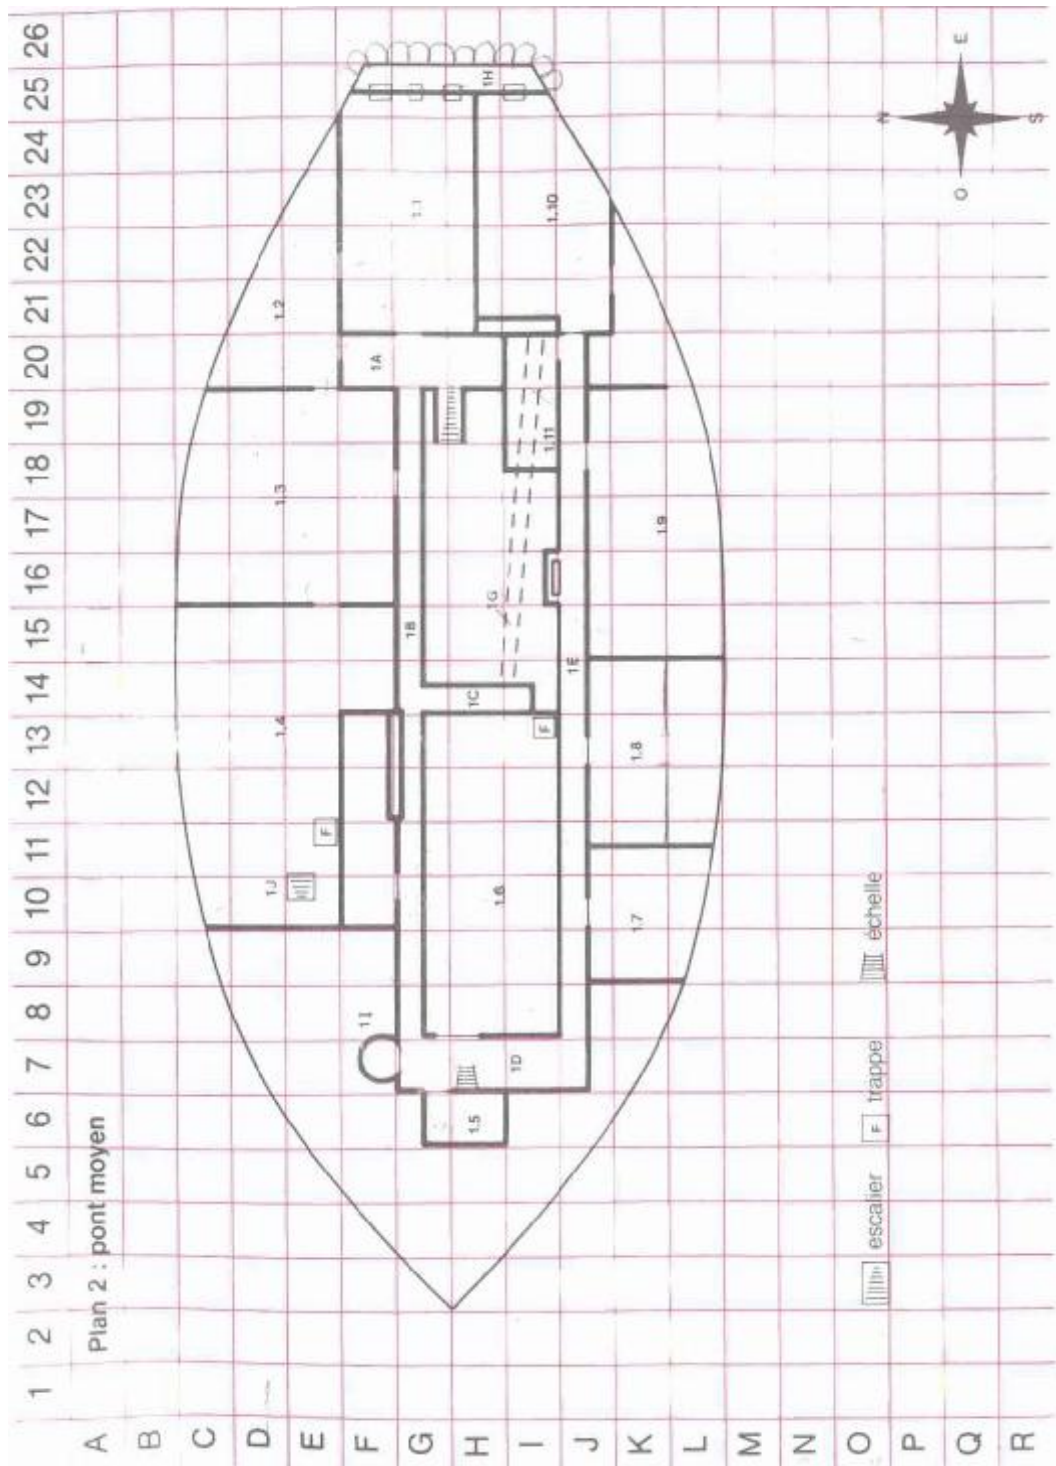 1 2 3 4 5 6 7 8 9 10 11 12 13 14 15 16 17 18 19 20 21 22 23 24 25 26
Plan 2 : pont moyen
A
B
C
D
E
F
G
H
I
J
K
L
M
N
O
P
Q
R
1J
1.4
1.3
1.2
F
1I
1A
1B
1.1
1.5
1C
1H
1G
1.6
1D
F
1.11
1.10
1E
1.7
1.8
1.9
escalier
F trappe
échelle
N
O
E
S